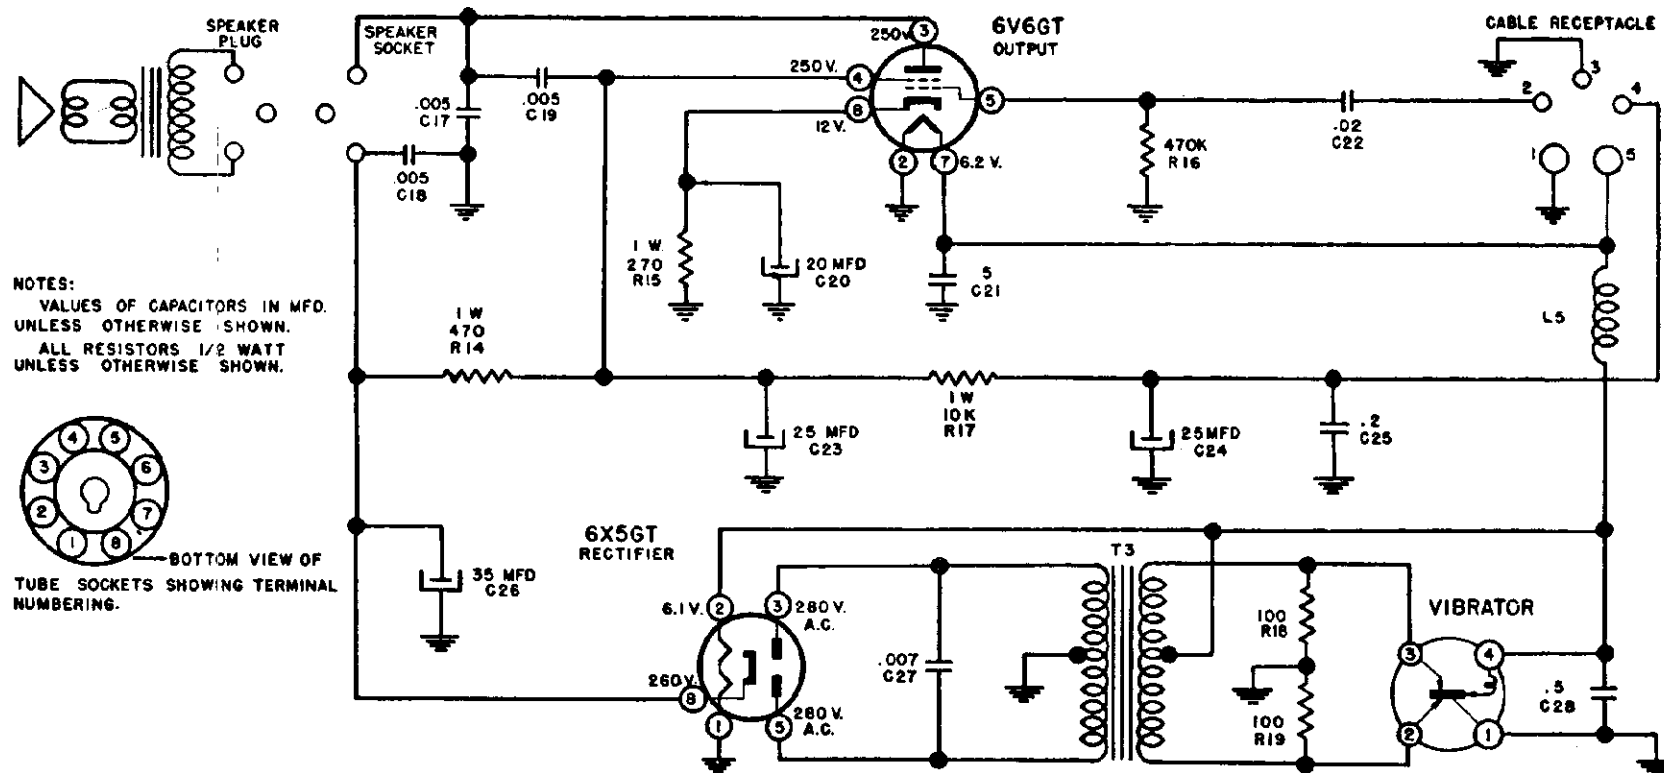 SPEAKER
PLUG
SPEAKER
SOCKET
.005
C17
.005
C19
.005
C18
250V.
3
6V6GT
OUTPUT
250 V.
4
8
12 V.
5
2
7
6.2 V.
470K
R16
.02
C22
CABLE RECEPTACLE
3
2
4
1
5
1 W.
270
R15
20 MFD
C20
.5
C21
L5
NOTES:
VALUES OF CAPACITORS IN MFD.
UNLESS OTHERWISE SHOWN.
ALL RESISTORS 1/2 WATT
UNLESS OTHERWISE SHOWN.
1 W
470
R14
25 MFD
C23
1 W
10K
R17
25MFD
C24
.2
C25
4
5
3
6
2
7
1
8
BOTTOM VIEW OF
TUBE SOCKETS SHOWING TERMINAL
NUMBERING.
35 MFD
C26
6X5GT
RECTIFIER
6.1 V.
2
3
280 V.
A.C.
260V.
8
1
5
280 V.
A.C.
.007
C27
T3
100
R18
100
R19
VIBRATOR
3
4
2
1
.5
C28